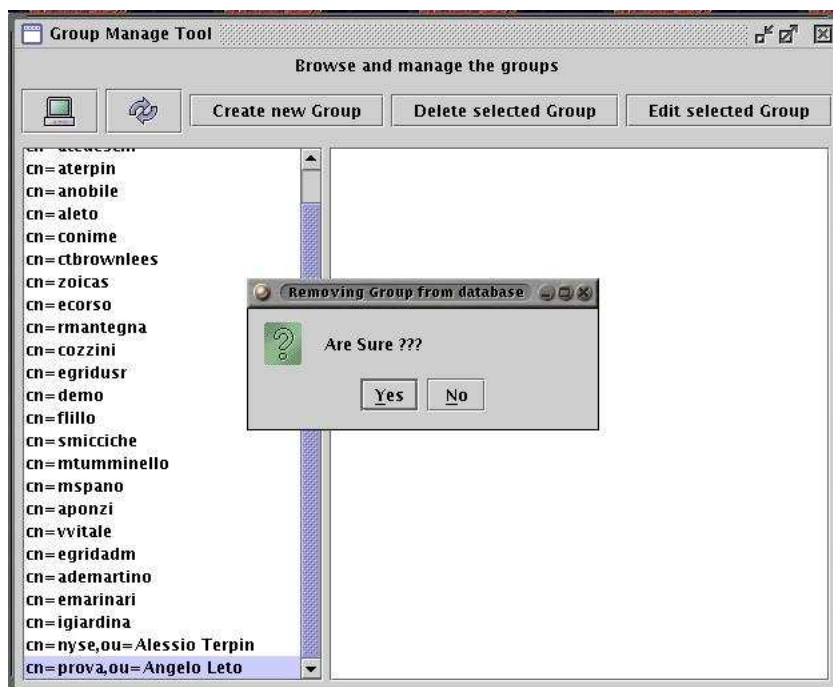 Group Manage Tool
Browse and manage the groups
Create new Group
Delete selected Group
Edit selected Group
cn=aterpin
cn=anobile
cn=aleto
cn=conime
cn=ctbrownlees
cn=zoicas
cn=ecorso
cn=rmantegna
cn=cozzini
cn=egridusr
cn=demo
cn=flillo
cn=smicciche
cn=mtumminello
cn=mspano
cn=aponzi
cn=vvitale
cn=egridadm
cn=ademartino
cn=emarinari
cn=igiardina
cn=nyse,ou=Alessio Terpin
cn=prova,ou=Angelo Leto
Removing Group from database
Are Sure ???
Yes
No